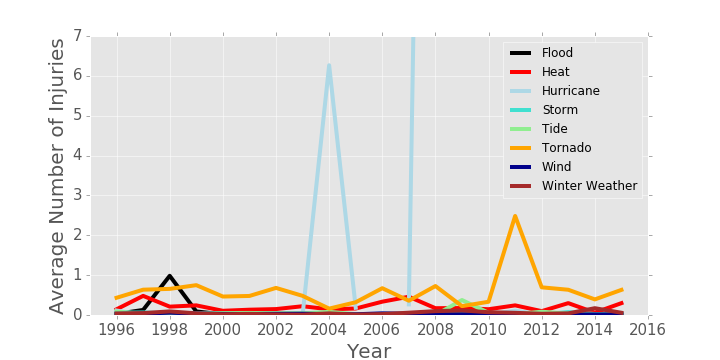 7
6
5
4
3
2
1
0
Average Number of Injuries
Flood
Heat
Hurricane
Storm
Tide
Tornado
Wind
Winter Weather
1996 1998 2000 2002 2004 2006 2008 2010 2012 2014 2016
Year